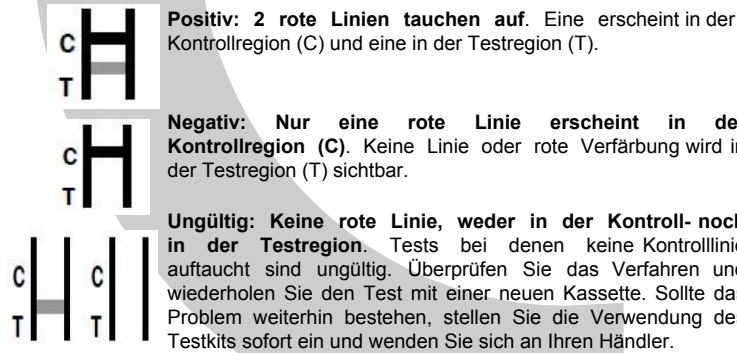 Positiv: 2 rote Linien tauchen auf. Eine erscheint in der
C
Kontrollregion (C) und eine in der Testregion (T).
T
Negativ: Nur eine rote Linie erscheint in de
C
Kontrollregion (C). Keine Linie oder rote Verfärbung wird i
T
der Testregion (T) sichtbar.
Ungültig: Keine rote Linie, weder in der Kontroll- noch
in der Testregion. Tests bei denen keine Kontrolllinie
C C
auftaucht sind ungültig. Überprüfen Sie das Verfahren un
wiederholen Sie den Test mit einer neuen Kassette. Sollte da
T T
Problem weiterhin bestehen, stellen Sie die Verwendung des
Testkits sofort ein und wenden Sie sich an Ihren Händler.